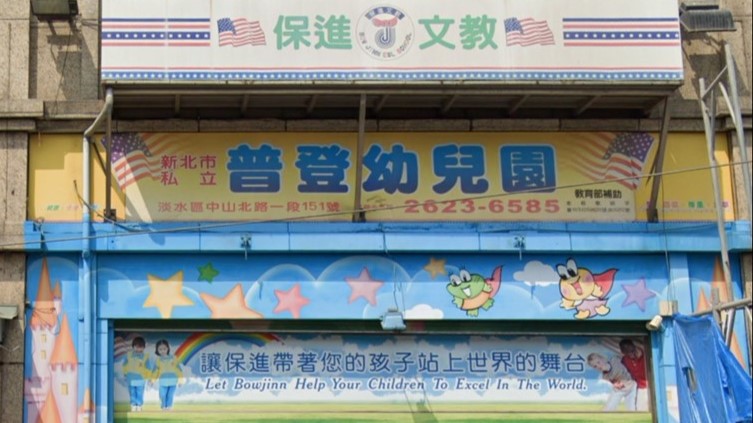 保進 文教
新北市
私立
普登幼兒園
教育部補助
淡水區中山北路一段151號
2623-6585
讓保進帶著您的孩子站上世界的舞台
Let Bowjinn Help Your Children To Excel In The World.